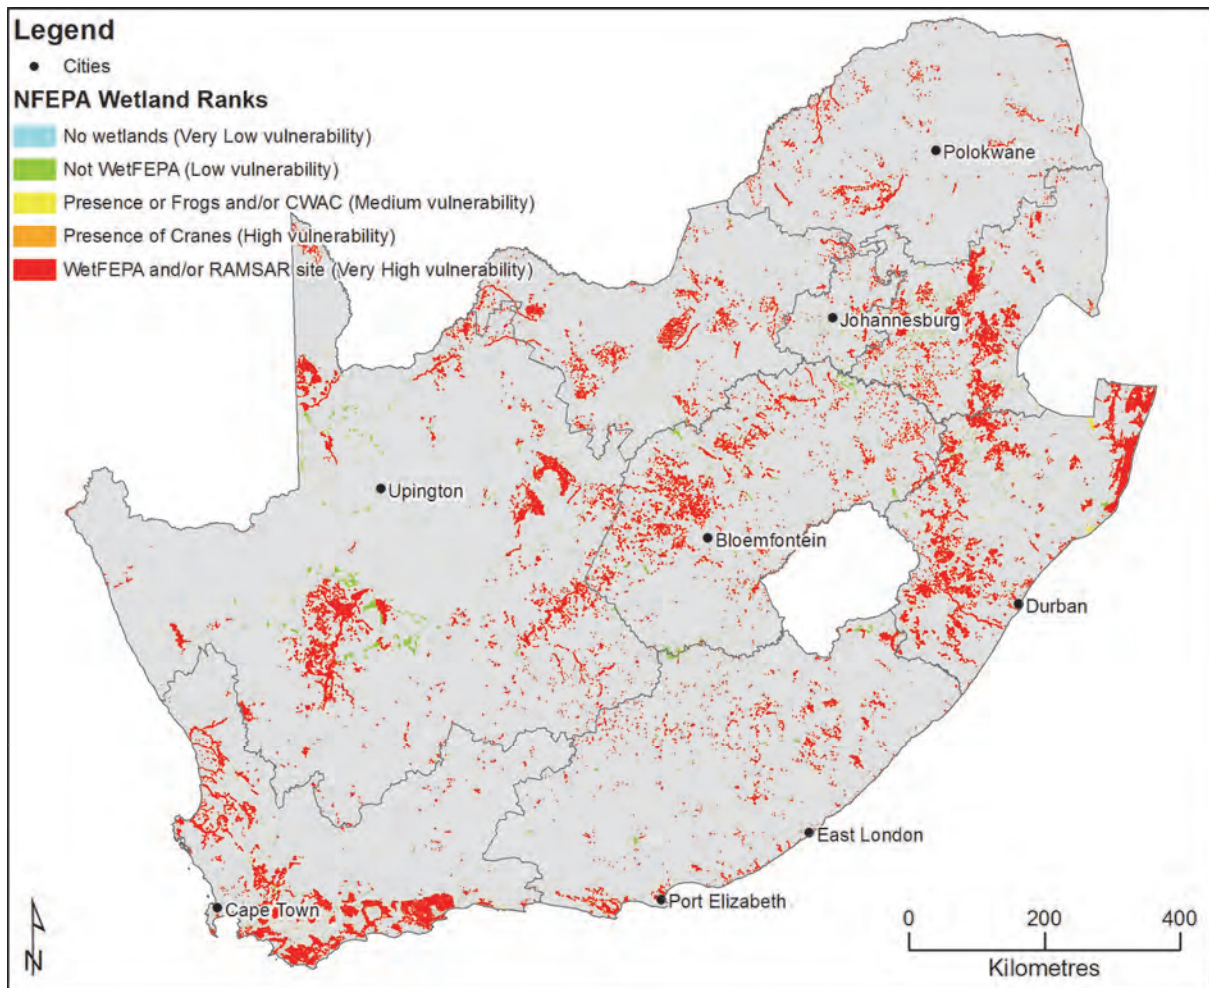 Legend
Cities
NFEPA Wetland Ranks
No wetlands (Very Low vulnerability)
Not WetFEPA (Low vulnerability)
Presence or Frogs and/or CWAC (Medium vulnerability)
Presence of Cranes (High vulnerability)
WetFEPA and/or RAMSAR site (Very High vulnerability)
Polokwane
Johannesburg
Upington
Bloemfontein
Durban
East London
Port Elizabeth
Cape Town
N
0 200 400
Kilometres